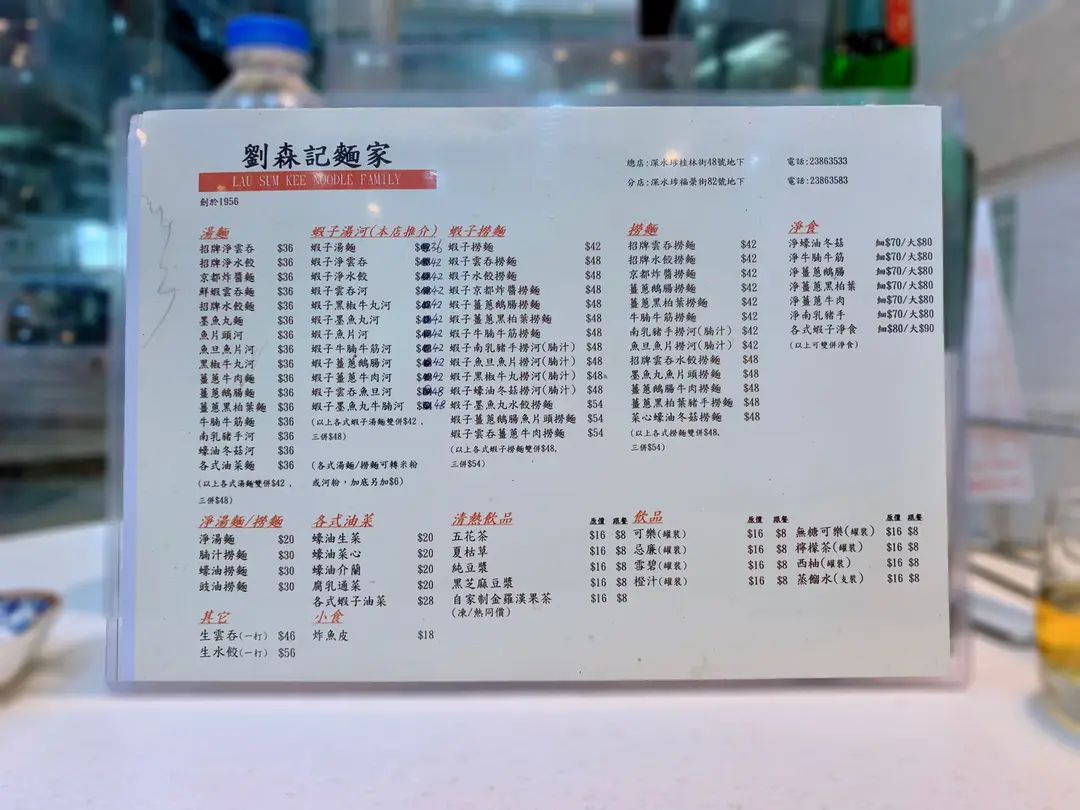 劉森記麵家
LAU SUM KEE NOODLE FAMILY
創於1956
總店:深水埗桂林街48號地下 電話:23863533
分店:深水埗福榮街82號地下 電話:23863583
湯麵
招牌淨雲吞 $36
招牌淨水餃 $36
京都炸醬麵 $36
鮮蝦雲吞麵 $36
招牌水餃麵 $36
墨魚丸麵 $36
魚片頭河 $36
魚旦魚片河 $36
黑椒牛丸河 $36
薑蔥牛肉麵 $36
薑蔥鵝腸麵 $36
薑蔥黑柏葉麵 $36
牛腩牛筋麵 $36
南乳豬手河 $36
蠔油冬菇河 $36
各式油菜麵 $36
(以上各式湯麵雙併$42,
三併$48)
蝦子湯河(本店推介)
蝦子湯麵 36
蝦子淨雲吞 42
蝦子淨水餃 42
蝦子雲吞河 42
蝦子黑椒牛丸河 42
蝦子墨魚丸河 42
蝦子魚片河 42
蝦子牛腩牛筋河 42
蝦子薑蔥鵝腸河 42
蝦子薑蔥牛肉河 42
蝦子雲吞魚旦河 48
蝦子墨魚丸牛腩河 48
(以上各式蝦子湯麵雙併$42,
三併$48)
(各式湯麵/撈麵可轉米粉
或河粉,加底另加$6)
蝦子撈麵
蝦子撈麵 $42
蝦子雲吞撈麵 $48
蝦子水餃撈麵 $48
蝦子京都炸醬撈麵 $48
蝦子薑蔥鵝腸撈麵 $48
蝦子薑蔥黑柏葉撈麵 $48
蝦子牛腩牛筋撈麵 $48
蝦子南乳豬手撈河(腩汁) $48
蝦子魚旦魚片撈河(腩汁) $48
蝦子黑椒牛丸撈河(腩汁) $48
蝦子蠔油冬菇撈河(腩汁) $48
蝦子墨魚丸水餃撈麵 $54
蝦子薑蔥鵝腸魚片頭撈麵 $54
蝦子雲吞薑蔥牛肉撈麵 $54
(以上各式蝦子撈麵雙併$48,
三併$54)
撈麵
招牌雲吞撈麵 $42
招牌水餃撈麵 $42
京都炸醬撈麵 $42
薑蔥鵝腸撈麵 $42
薑蔥黑柏葉撈麵 $42
牛腩牛筋撈麵 $42
南乳豬手撈河(腩汁) $42
魚旦魚片撈河(腩汁) $42
招牌雲吞水餃撈麵 $48
墨魚丸魚片頭撈麵 $48
薑蔥鵝腸牛肉撈麵 $48
薑蔥黑柏葉豬手撈麵 $48
菜心蠔油冬菇撈麵 $48
(以上各式撈麵雙併$48,
三併$54)
淨食
淨蠔油冬菇 細$70/大$80
淨牛腩牛筋 細$70/大$80
淨薑蔥鵝腸 細$70/大$80
淨薑蔥黑柏葉 細$70/大$80
淨薑蔥牛肉 細$70/大$80
淨南乳豬手 細$70/大$80
各式蝦子淨食 細$80/大$90
(以上可雙併淨食)
淨湯麵/撈麵
淨湯麵 $20
腩汁撈麵 $30
蠔油撈麵 $30
豉油撈麵 $30
其它
生雲吞(一打) $46
生水餃(一打) $56
各式油菜
蠔油生菜 $20
蠔油菜心 $20
蠔油介蘭 $20
腐乳通菜 $20
各式蝦子油菜 $28
小食
炸魚皮 $18
清熱飲品 原價 跟餐
五花茶 $16 $8
夏枯草 $16 $8
純豆漿 $16 $8
黑芝麻豆漿 $16 $8
自家制金羅漢果茶 $16 $8
(凍/熱同價)
飲品 原價 跟餐
可樂(罐裝) $16 $8
忌廉(罐裝) $16 $8
雪碧(罐裝) $16 $8
橙汁(罐裝) $16 $8
原價 跟餐
無糖可樂(罐裝) $16 $8
檸檬茶(罐裝) $16 $8
西柚(罐裝) $16 $8
蒸餾水(支裝) $16 $8